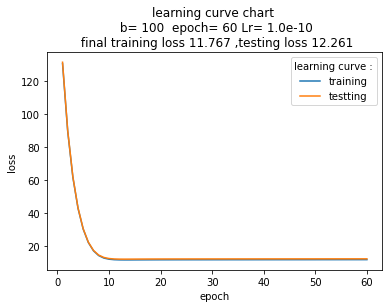 learning curve chart
b= 100 epoch= 60 Lr= 1.0e-10
final training loss 11.767 ,testing loss 12.261
learning curve :
training
testting
120
100
80
60
40
20
loss
0
10
20
30
40
50
60
epoch